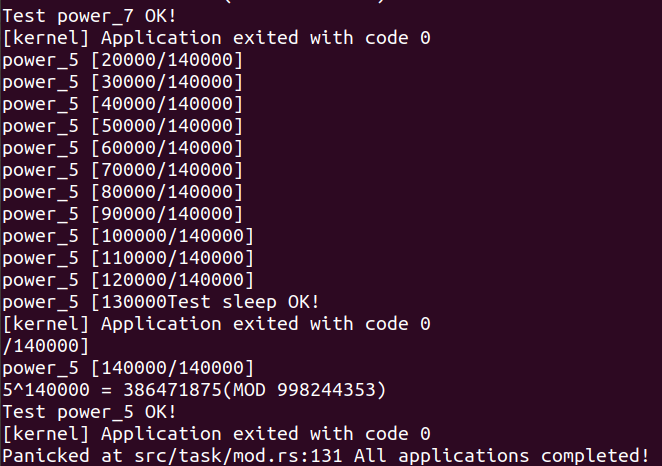 Test power_7 OK!
[kernel] Application exited with code 0
power_5 [20000/140000]
power_5 [30000/140000]
power_5 [40000/140000]
power_5 [50000/140000]
power_5 [60000/140000]
power_5 [70000/140000]
power_5 [80000/140000]
power_5 [90000/140000]
power_5 [100000/140000]
power_5 [110000/140000]
power_5 [120000/140000]
power_5 [130000Test sleep OK!
[kernel] Application exited with code 0
/140000]
power_5 [140000/140000]
5^140000 = 386471875(MOD 998244353)
Test power_5 OK!
[kernel] Application exited with code 0
Panicked at src/task/mod.rs:131 All applications completed!